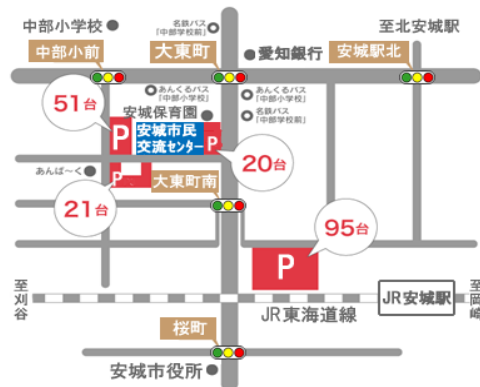 中部小学校
名鉄バス
「中部小学校前」
至北安城駅
中部小前
大東町
愛知銀行
安城駅北
51台
あんくるバス
「中部小学校」
あんくるバス
「中部小学校」
安城保育園
名鉄バス
「中部小学校前」
P
安城市民
交流センター
P
20台
あんぱ〜く
P
21台
大東町南
95台
P
至刈谷
JR東海道線
JR安城駅
至岡崎
桜町
安城市役所